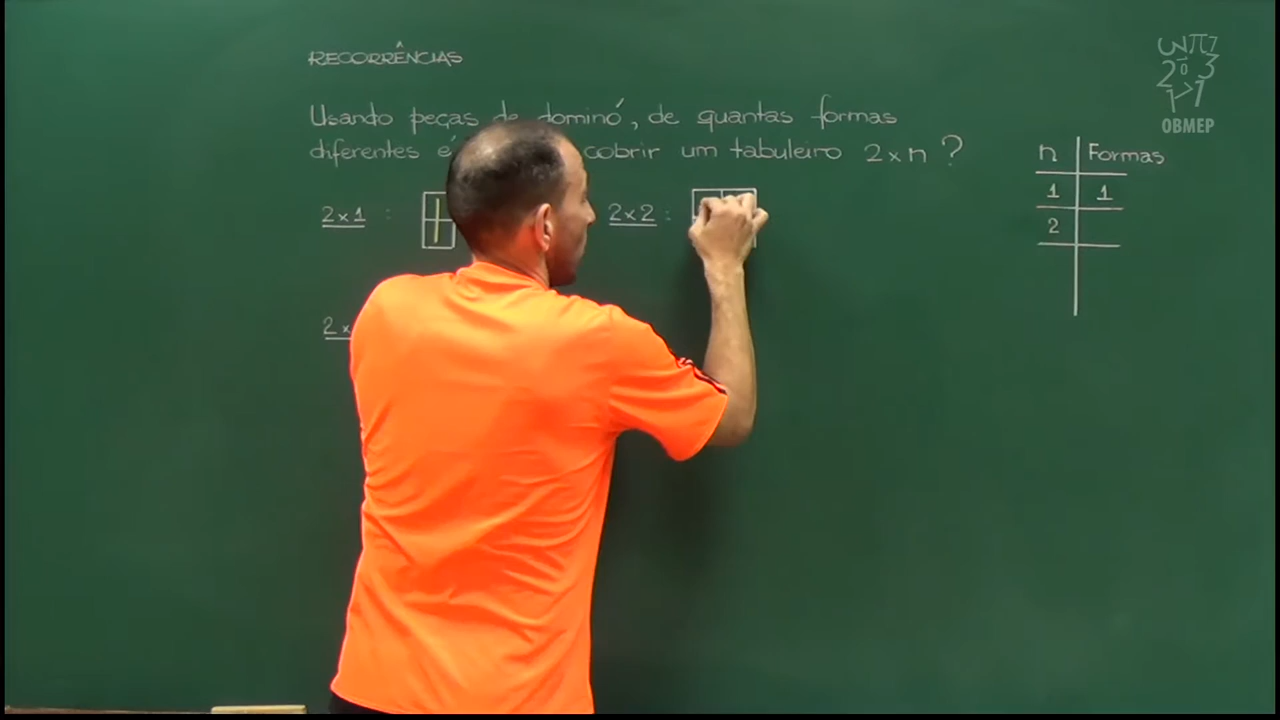 RECORRÊNCIAS
Usando peças de dominó, de quantas formas
diferentes é cobrir um tabuleiro 2×n ?
2×1 :
2×2 :
2×
n Formas
1 1
2
OBMEP